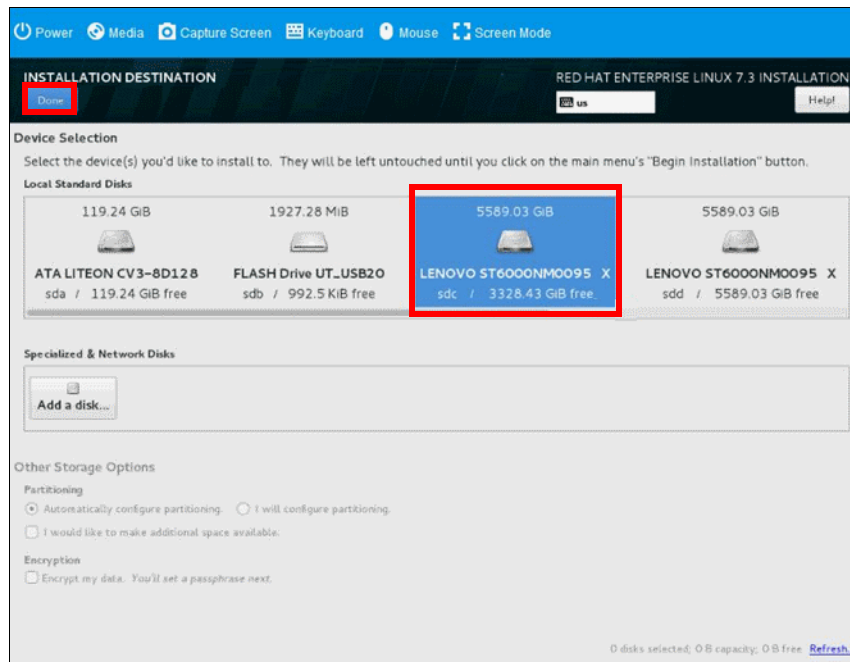 Power Media Capture Screen Keyboard Mouse Screen Mode
INSTALLATION DESTINATION
RED HAT ENTERPRISE LINUX 7.3 INSTALLATION
Done
us
Help!
Device Selection
Select the device(s) you'd like to install to. They will be left untouched until you click on the main menu's "Begin Installation" button.
Local Standard Disks
119.24 GiB
ATA LITEON CV3-8D128
sda / 119.24 GiB free
1927.28 MiB
FLASH Drive UT_USB20
sdb / 992.5 KiB free
5589.03 GiB
LENOVO ST6000NM0095 X
sdc / 3328.43 GiB free
5589.03 GiB
LENOVO ST6000NM0095 X
sdd / 5589.03 GiB free
Specialized & Network Disks
Add a disk...
Other Storage Options
Partitioning
Automatically configure partitioning. I will configure partitioning.
I would like to make additional space available.
Encryption
Encrypt my data. You'll set a passphrase next.
0 disks selected; 0 B capacity; 0 B free Refresh.